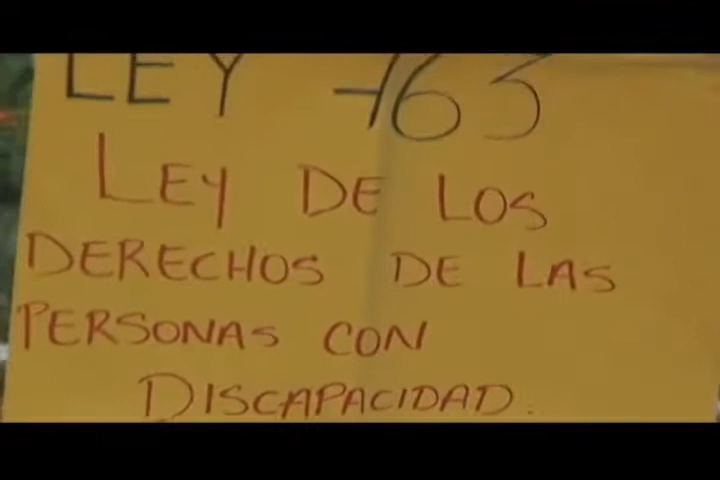 LEY 763
LEY DE LOS
DERECHOS DE LAS
PERSONAS CON
DISCAPACIDAD.